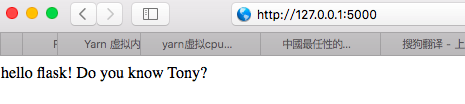 http://127.0.0.1:5000
Yarn 虚拟内 yarn虚拟cpu... 中國最任性的... 搜狗翻译 - 上
hello flask! Do you know Tony?